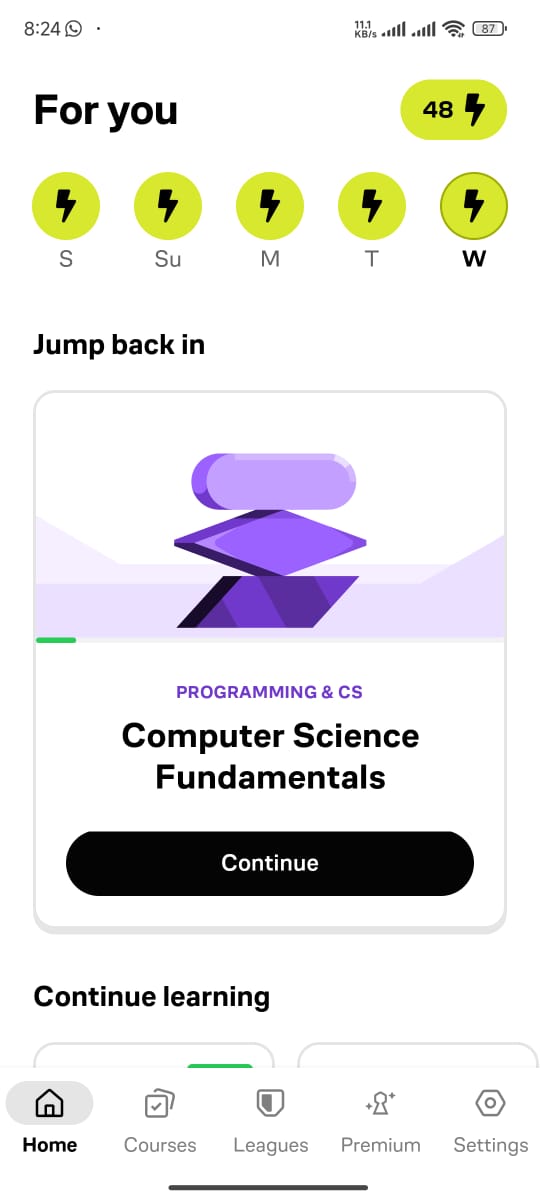 8:24
11.1
KB/s
87
For you
48
S Su M T W
Jump back in
PROGRAMMING & CS
Computer Science
Fundamentals
Continue
Continue learning
Home Courses Leagues Premium Settings